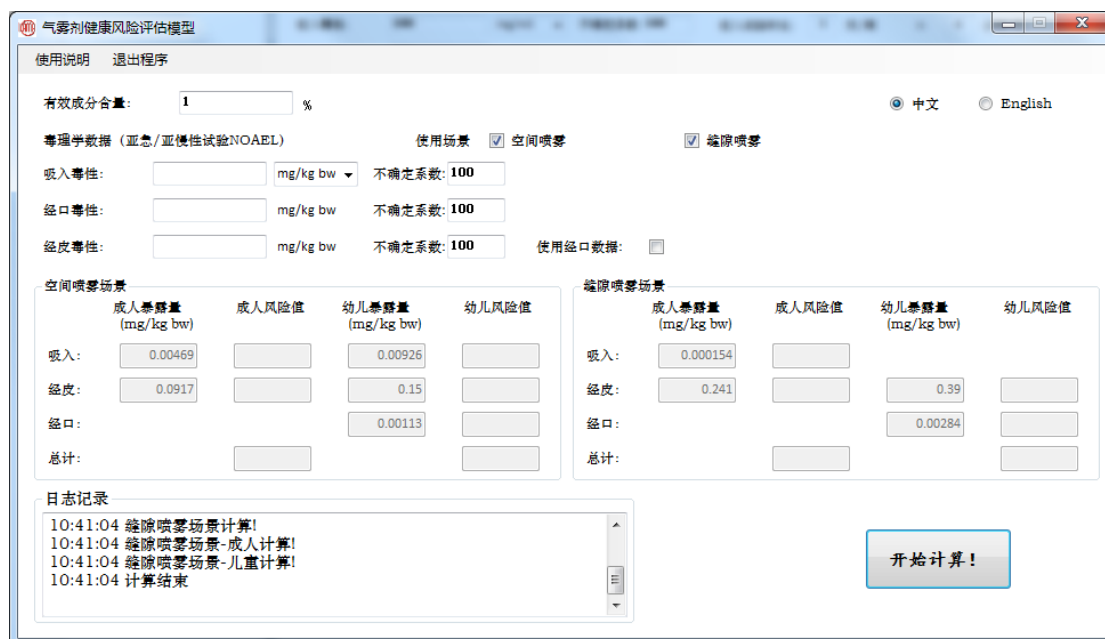 气雾剂健康风险评估模型
使用说明 退出程序
有效成分含量: 1 % 中文 English
毒理学数据（亚急/亚慢性试验NOAEL） 使用场景 空间喷雾 缝隙喷雾
吸入毒性: mg/kg bw 不确定系数: 100
经口毒性: mg/kg bw 不确定系数: 100
经皮毒性: mg/kg bw 不确定系数: 100 使用经口数据:
空间喷雾场景
成人暴露量 成人风险值 幼儿暴露量 幼儿风险值
(mg/kg bw) (mg/kg bw)
吸入: 0.00469 0.00926
经皮: 0.0917 0.15
经口: 0.00113
总计:
缝隙喷雾场景
成人暴露量 成人风险值 幼儿暴露量 幼儿风险值
(mg/kg bw) (mg/kg bw)
吸入: 0.000154
经皮: 0.241 0.39
经口: 0.00284
总计:
日志记录
10:41:04 缝隙喷雾场景计算!
10:41:04 缝隙喷雾场景-成人计算!
10:41:04 缝隙喷雾场景-儿童计算!
10:41:04 计算结束
开始计算!